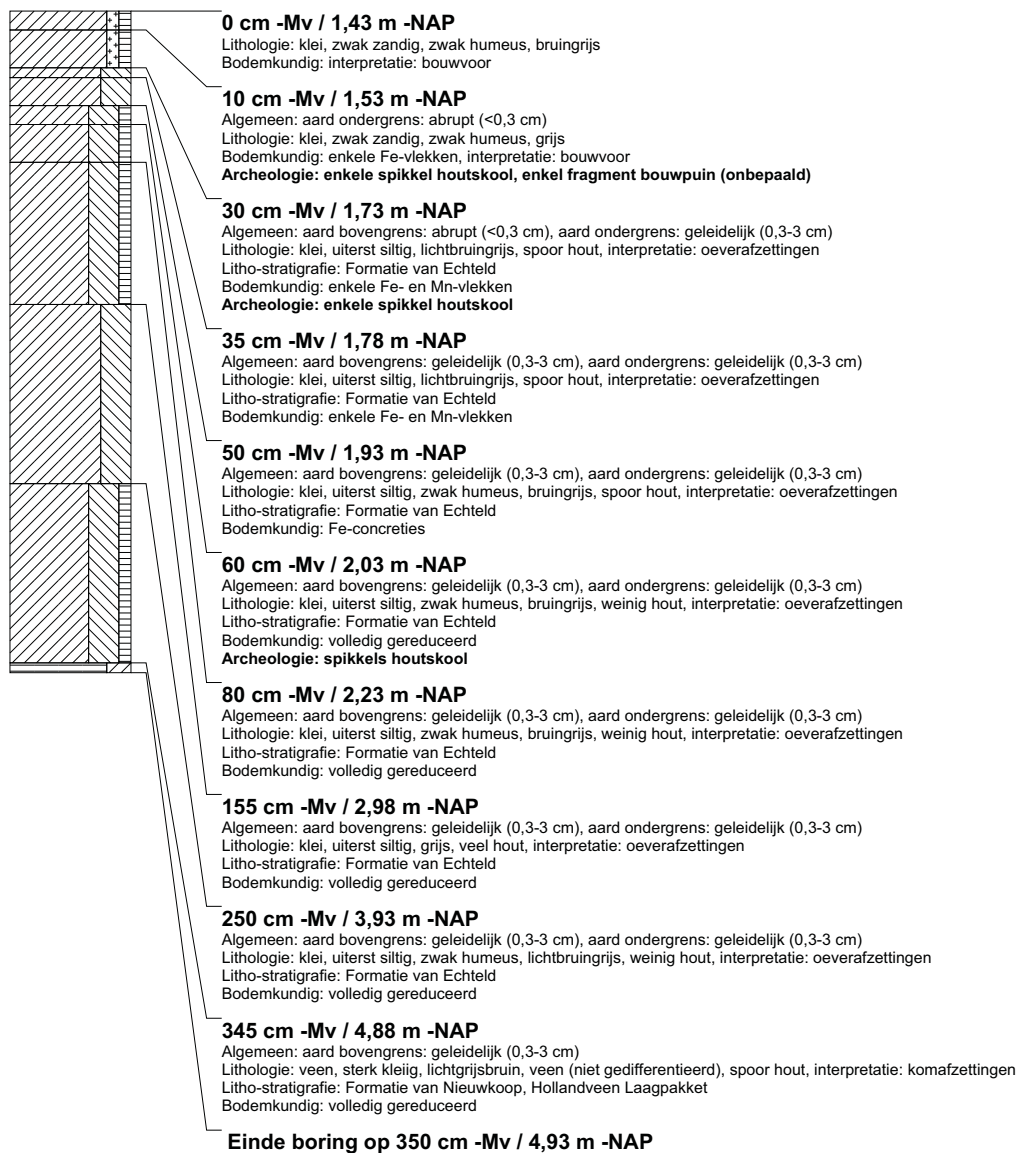 0 cm -Mv / 1,43 m -NAP
Lithologie: klei, zwak zandig, zwak humeus, bruingrijs
Bodemkundig: interpretatie: bouwvoor
10 cm -Mv / 1,53 m -NAP
Algemeen: aard ondergrens: abrupt (<0,3 cm)
Lithologie: klei, zwak zandig, zwak humeus, grijs
Bodemkundig: enkele Fe-vlekken, interpretatie: bouwvoor
Archeologie: enkele spikkel houtskool, enkel fragment bouwpuin (onbepaald)
30 cm -Mv / 1,73 m -NAP
Algemeen: aard bovengrens: abrupt (<0,3 cm), aard ondergrens: geleidelijk (0,3-3 cm)
Lithologie: klei, uiterst siltig, lichtbruingrijs, spoor hout, interpretatie: oeverafzettingen
Litho-stratigrafie: Formatie van Echteld
Bodemkundig: enkele Fe- en Mn-vlekken
Archeologie: enkele spikkel houtskool
35 cm -Mv / 1,78 m -NAP
Algemeen: aard bovengrens: geleidelijk (0,3-3 cm), aard ondergrens: geleidelijk (0,3-3 cm)
Lithologie: klei, uiterst siltig, lichtbruingrijs, spoor hout, interpretatie: oeverafzettingen
Litho-stratigrafie: Formatie van Echteld
Bodemkundig: enkele Fe- en Mn-vlekken
50 cm -Mv / 1,93 m -NAP
Algemeen: aard bovengrens: geleidelijk (0,3-3 cm), aard ondergrens: geleidelijk (0,3-3 cm)
Lithologie: klei, uiterst siltig, zwak humeus, bruingrijs, spoor hout, interpretatie: oeverafzettingen
Litho-stratigrafie: Formatie van Echteld
Bodemkundig: Fe-concreties
60 cm -Mv / 2,03 m -NAP
Algemeen: aard bovengrens: geleidelijk (0,3-3 cm), aard ondergrens: geleidelijk (0,3-3 cm)
Lithologie: klei, uiterst siltig, zwak humeus, bruingrijs, weinig hout, interpretatie: oeverafzettingen
Litho-stratigrafie: Formatie van Echteld
Bodemkundig: volledig gereduceerd
Archeologie: spikkels houtskool
80 cm -Mv / 2,23 m -NAP
Algemeen: aard bovengrens: geleidelijk (0,3-3 cm), aard ondergrens: geleidelijk (0,3-3 cm)
Lithologie: klei, uiterst siltig, zwak humeus, bruingrijs, weinig hout, interpretatie: oeverafzettingen
Litho-stratigrafie: Formatie van Echteld
Bodemkundig: volledig gereduceerd
155 cm -Mv / 2,98 m -NAP
Algemeen: aard bovengrens: geleidelijk (0,3-3 cm), aard ondergrens: geleidelijk (0,3-3 cm)
Lithologie: klei, uiterst siltig, grijs, veel hout, interpretatie: oeverafzettingen
Litho-stratigrafie: Formatie van Echteld
Bodemkundig: volledig gereduceerd
250 cm -Mv / 3,93 m -NAP
Algemeen: aard bovengrens: geleidelijk (0,3-3 cm), aard ondergrens: geleidelijk (0,3-3 cm)
Lithologie: klei, uiterst siltig, zwak humeus, lichtbruingrijs, weinig hout, interpretatie: oeverafzettingen
Litho-stratigrafie: Formatie van Echteld
Bodemkundig: volledig gereduceerd
345 cm -Mv / 4,88 m -NAP
Algemeen: aard bovengrens: geleidelijk (0,3-3 cm)
Lithologie: veen, sterk kleiig, lichtgrijsbruin, veen (niet gedifferentieerd), spoor hout, interpretatie: komafzettingen
Litho-stratigrafie: Formatie van Nieuwkoop, Hollandveen Laagpakket
Bodemkundig: volledig gereduceerd
Einde boring op 350 cm -Mv / 4,93 m -NAP